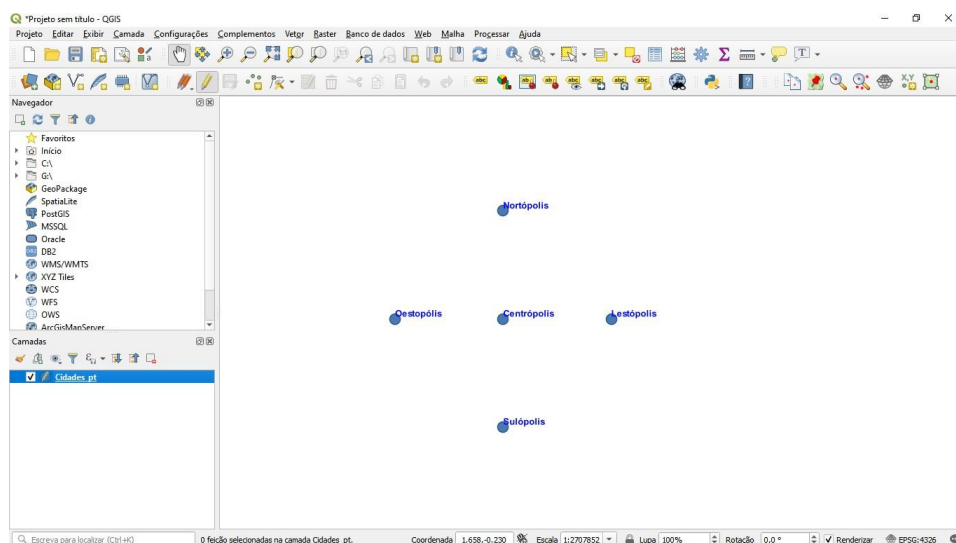 *Projeto sem título - QGIS
Projeto Editar Exibir Camada Configurações Complementos Vetor Raster Banco de dados Web Malha Processar Ajuda
Navegador
Favoritos
Início
C:\
G:\
GeoPackage
SpatiaLite
PostGIS
MSSQL
Oracle
DB2
WMS/WMTS
XYZ Tiles
WCS
WFS
OWS
ArcGisMapServer
Camadas
Cidades_pt
Nortópolis
Oestopólis Centrópolis Lestópolis
Sulópolis
Escreva para localizar (Ctrl+K) 0 feição selecionadas na camada Cidades_pt. Coordenada 1.658,-0.230 Escala 1:2707852 Lupa 100% Rotação 0,0 ° Renderizar EPSG:4326